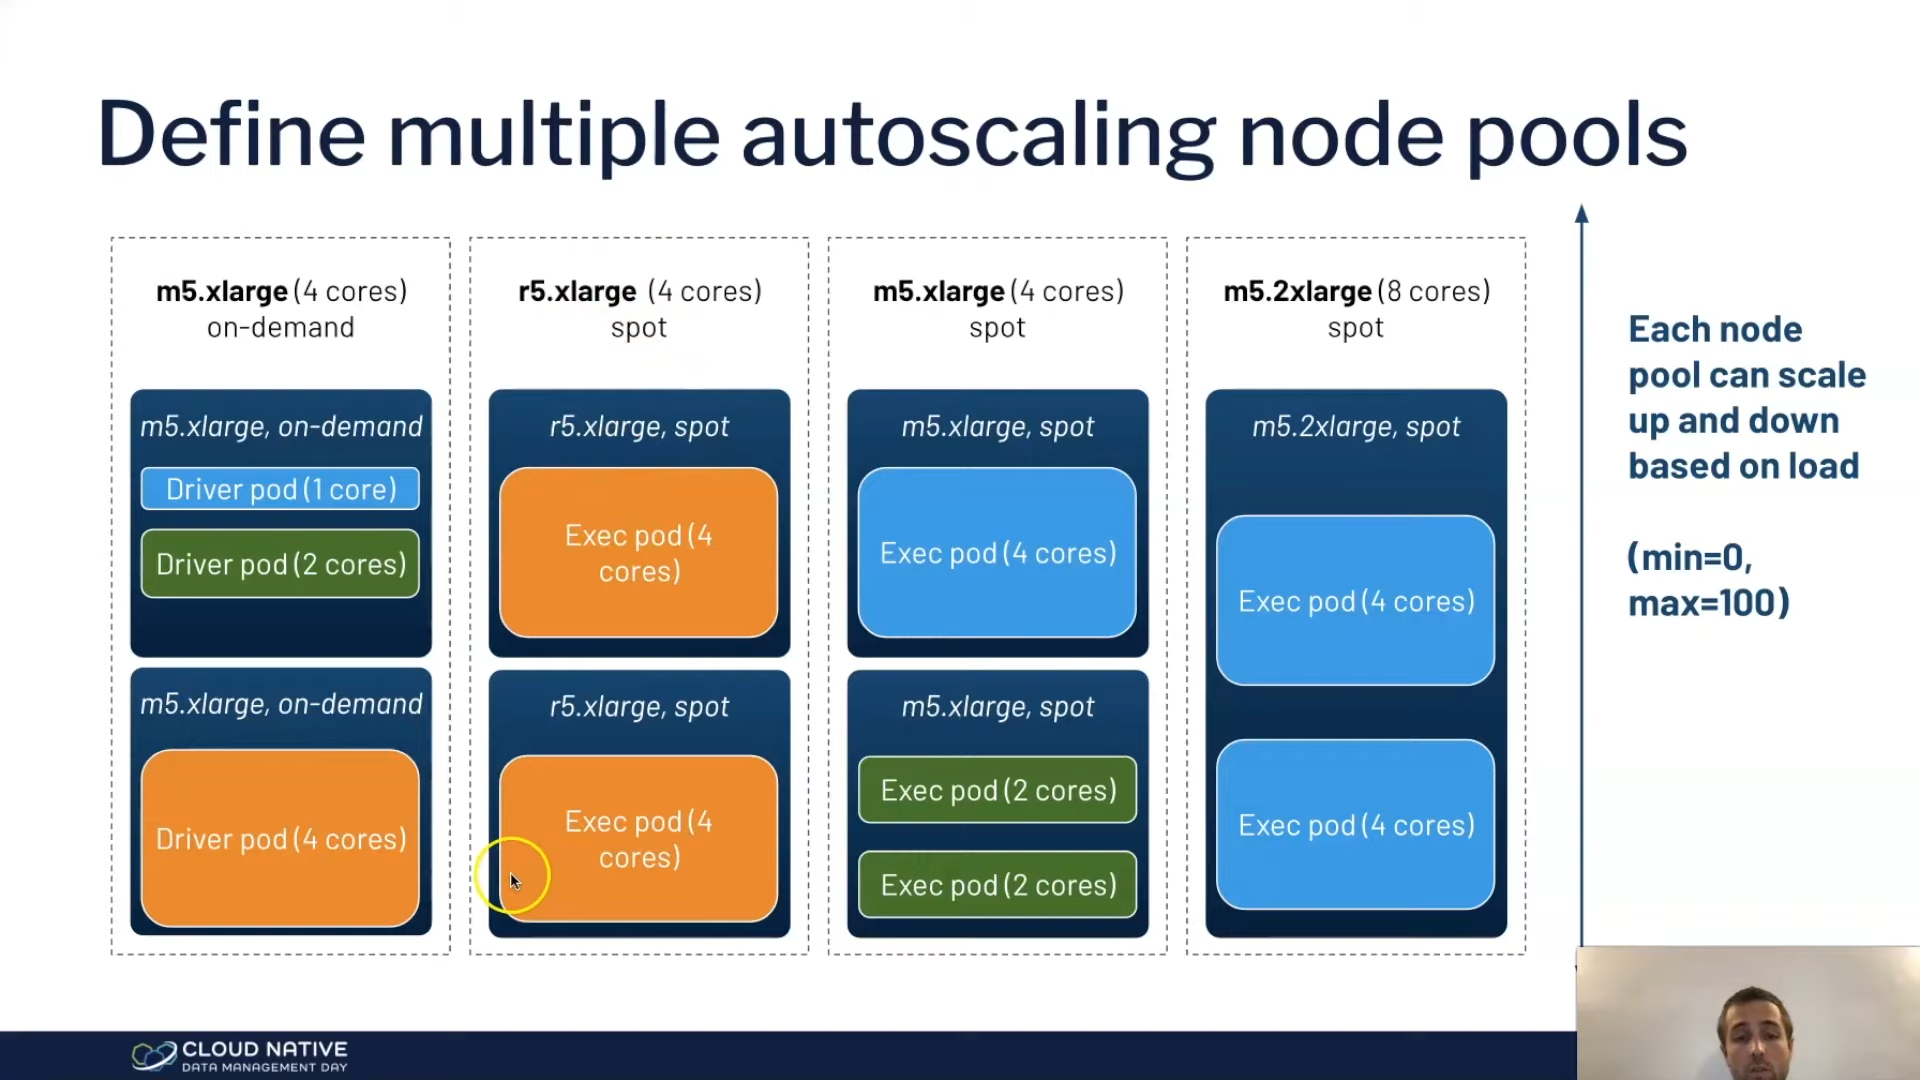 Define multiple autoscaling node pools
m5.xlarge (4 cores)
on-demand
m5.xlarge, on-demand
Driver pod (1 core)
Driver pod (2 cores)
m5.xlarge, on-demand
Driver pod (4 cores)
r5.xlarge (4 cores)
spot
r5.xlarge, spot
Exec pod (4
cores)
r5.xlarge, spot
Exec pod (4
cores)
m5.xlarge (4 cores)
spot
m5.xlarge, spot
Exec pod (4 cores)
m5.xlarge, spot
Exec pod (2 cores)
Exec pod (2 cores)
m5.2xlarge (8 cores)
spot
m5.2xlarge, spot
Exec pod (4 cores)
Exec pod (4 cores)
Each node
pool can scale
up and down
based on load
(min=0,
max=100)
CLOUD NATIVE
DATA MANAGEMENT DAY